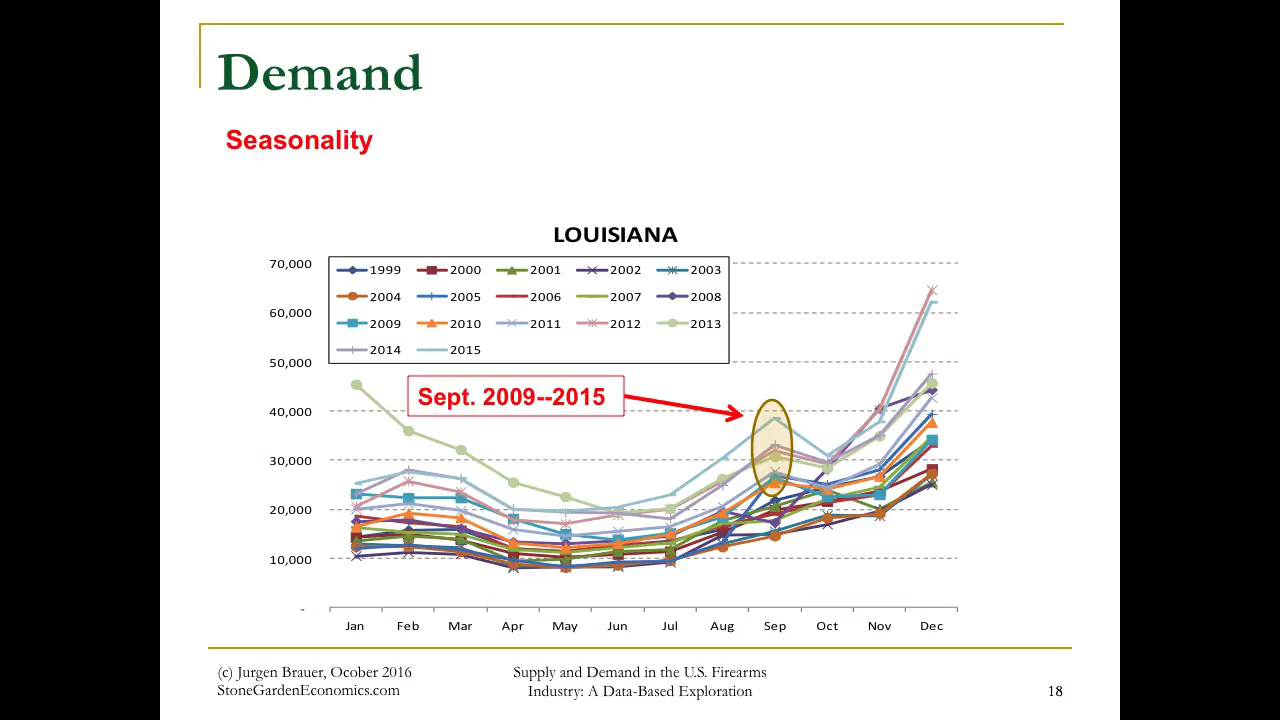 Demand
Seasonality
LOUISIANA
70,000
60,000
50,000
40,000
30,000
20,000
10,000
-
1999 2000 2001 2002 2003
2004 2005 2006 2007 2008
2009 2010 2011 2012 2013
2014 2015
Sept. 2009--2015
Jan Feb Mar Apr May Jun Jul Aug Sep Oct Nov Dec
(c) Jurgen Brauer, Ocober 2016
StoneGardenEconomics.com
Supply and Demand in the U.S. Firearms
Industry: A Data-Based Exploration
18